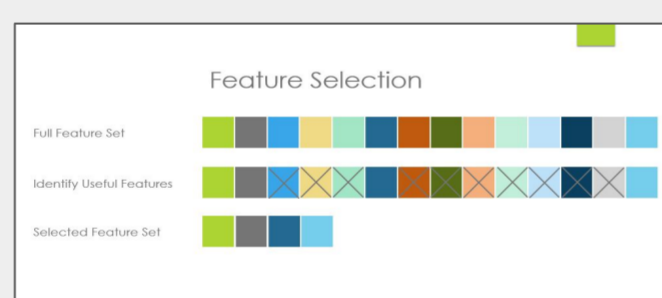 Feature Selection
Full Feature Set
Identify Useful Features
Selected Feature Set